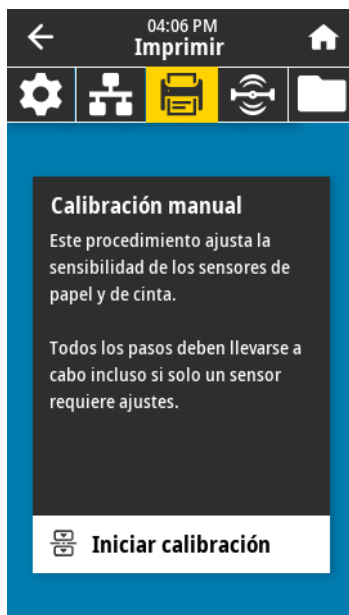 04:06 PM
Imprimir
Calibración manual
Este procedimiento ajusta la
sensibilidad de los sensores de
papel y de cinta.
Todos los pasos deben llevarse a
cabo incluso si solo un sensor
requiere ajustes.
Iniciar calibración